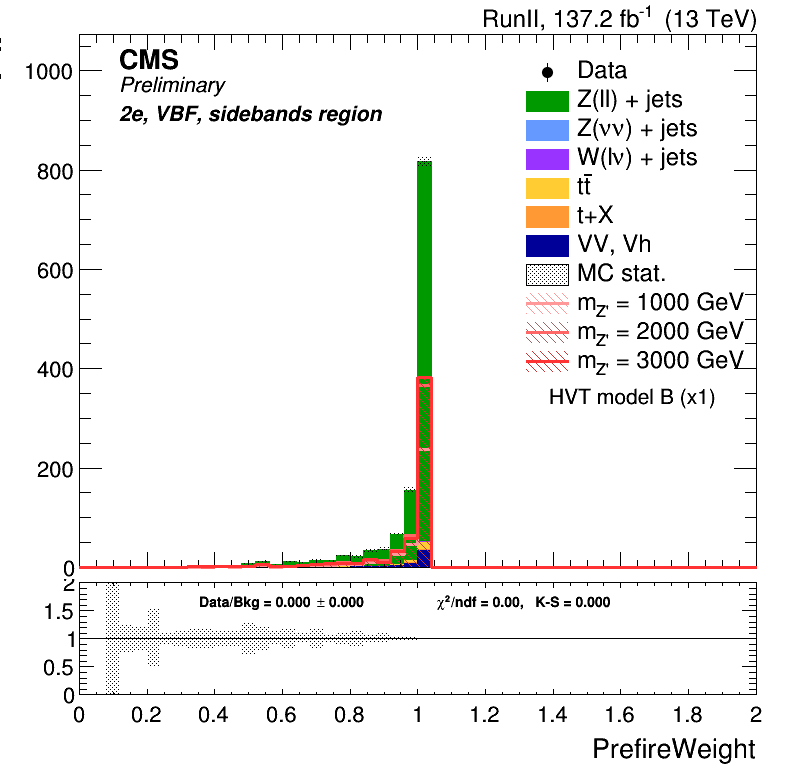 RunII, 137.2 fb⁻¹ (13 TeV)
CMS
Preliminary
2e, VBF, sidebands region
Data
Z(ll) + jets
Z(νν) + jets
W(lν) + jets
tt̄
t+X
VV, Vh
MC stat.
m_Z' = 1000 GeV
m_Z' = 2000 GeV
m_Z' = 3000 GeV
HVT model B (x1)
1000
800
600
400
200
0
Data/Bkg = 0.000 ± 0.000 χ²/ndf = 0.00, K-S = 0.000
2
1.5
1
0.5
0
0 0.2 0.4 0.6 0.8 1 1.2 1.4 1.6 1.8 2
PrefireWeight